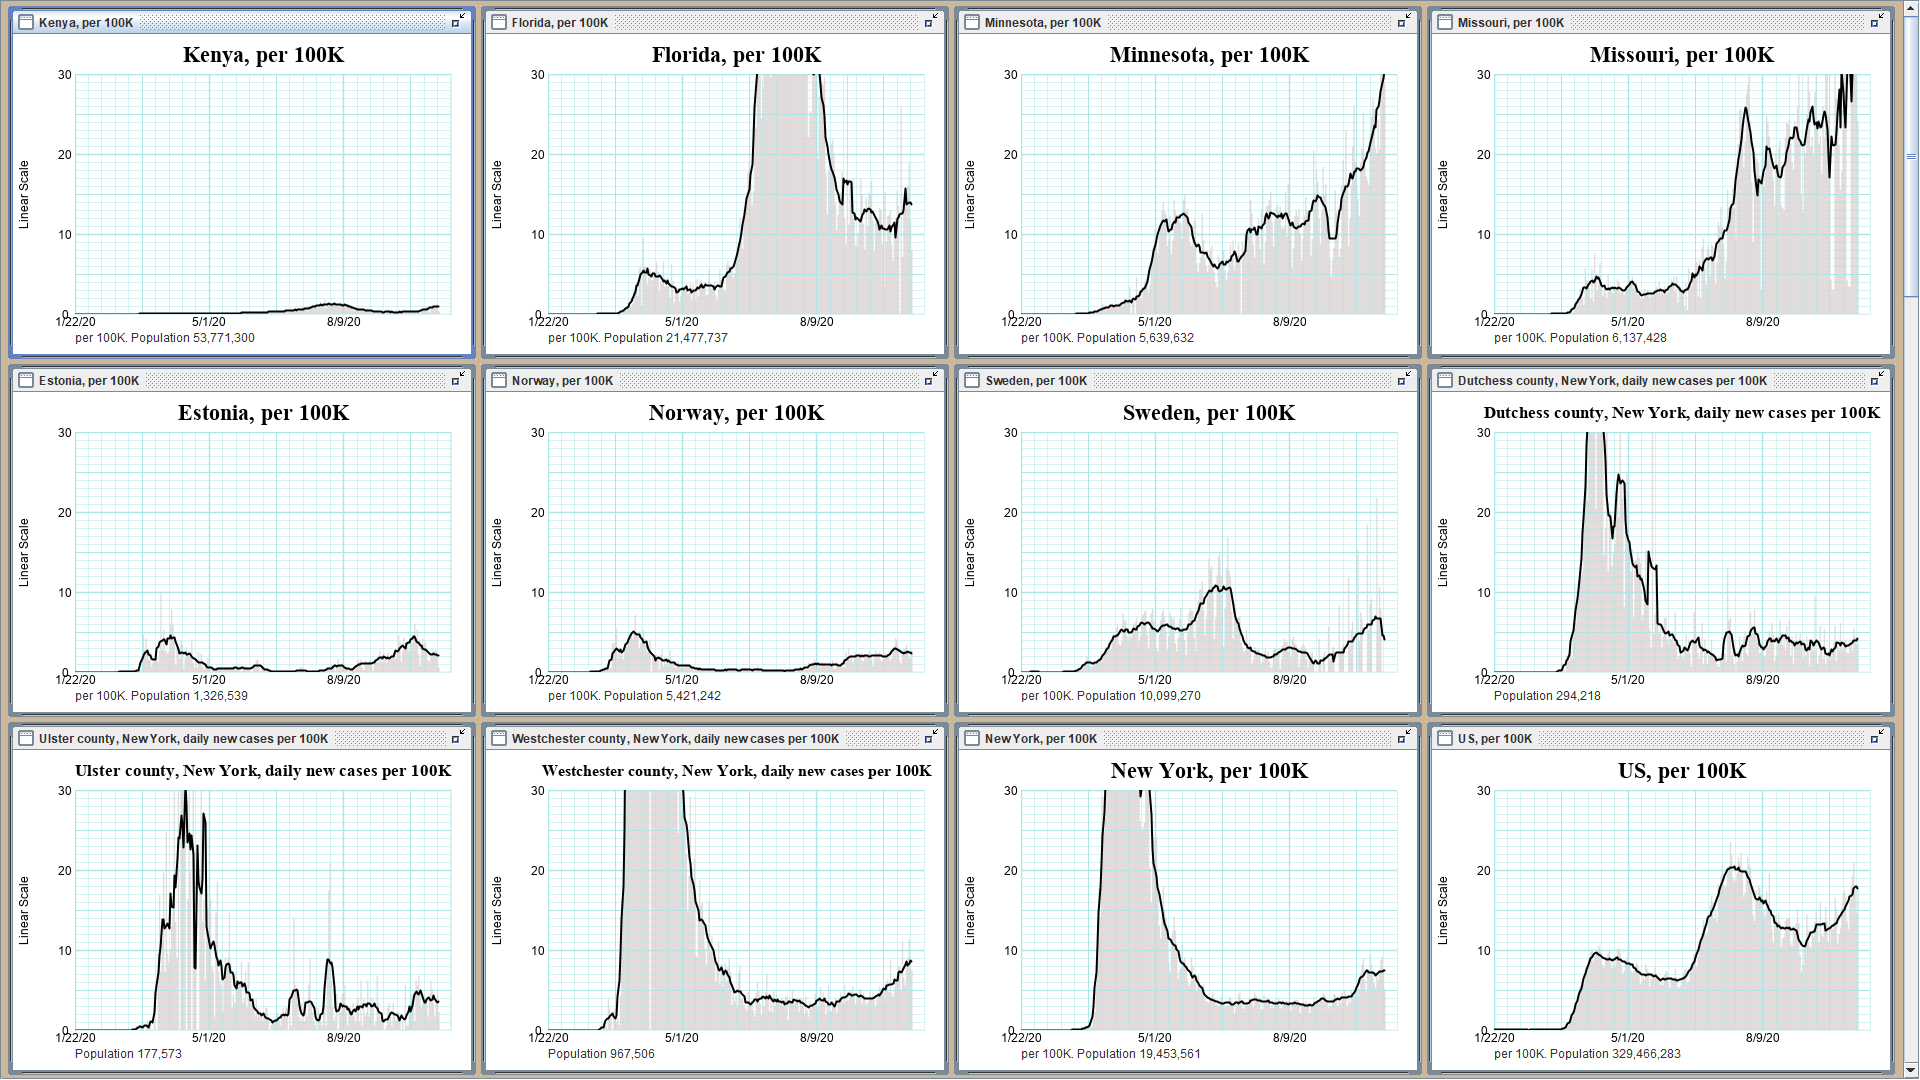 Kenya, per 100K
Kenya, per 100K
30
20
10
0
Linear Scale
1/22/20
5/1/20
8/9/20
per 100K. Population 53,771,300
Florida, per 100K
Florida, per 100K
30
20
10
0
Linear Scale
1/22/20
5/1/20
8/9/20
per 100K. Population 21,477,737
Minnesota, per 100K
Minnesota, per 100K
30
20
10
0
Linear Scale
1/22/20
5/1/20
8/9/20
per 100K. Population 5,639,632
Missouri, per 100K
Missouri, per 100K
30
20
10
0
Linear Scale
1/22/20
5/1/20
8/9/20
per 100K. Population 6,137,428
Estonia, per 100K
Estonia, per 100K
30
20
10
0
Linear Scale
1/22/20
5/1/20
8/9/20
per 100K. Population 1,326,539
Norway, per 100K
Norway, per 100K
30
20
10
0
Linear Scale
1/22/20
5/1/20
8/9/20
per 100K. Population 5,421,242
Sweden, per 100K
Sweden, per 100K
30
20
10
0
Linear Scale
1/22/20
5/1/20
8/9/20
per 100K. Population 10,099,270
Dutchess county, New York, daily new cases per 100K
Dutchess county, New York, daily new cases per 100K
30
20
10
0
Linear Scale
1/22/20
5/1/20
8/9/20
Population 294,218
Ulster county, New York, daily new cases per 100K
Ulster county, New York, daily new cases per 100K
30
20
10
0
Linear Scale
1/22/20
5/1/20
8/9/20
Population 177,573
Westchester county, New York, daily new cases per 100K
Westchester county, New York, daily new cases per 100K
30
20
10
0
Linear Scale
1/22/20
5/1/20
8/9/20
Population 967,506
New York, per 100K
New York, per 100K
30
20
10
0
Linear Scale
1/22/20
5/1/20
8/9/20
per 100K. Population 19,453,561
US, per 100K
US, per 100K
30
20
10
0
Linear Scale
1/22/20
5/1/20
8/9/20
per 100K. Population 329,466,283